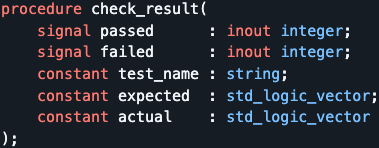 procedure check_result(
    signal passed      : inout integer;
    signal failed      : inout integer;
    constant test_name : string;
    constant expected  : std_logic_vector;
    constant actual    : std_logic_vector
);